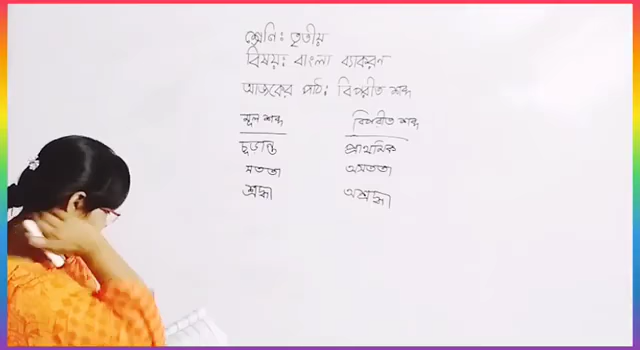 শ্রেণি: তৃতীয়
বিষয়: বাংলা ব্যাকরণ
আজকের পাঠ: বিপরীত শব্দ
মূল শব্দ বিপরীত শব্দ
চূড়ান্ত প্রাথমিক
সততা অসততা
শ্রদ্ধা অশ্রদ্ধা